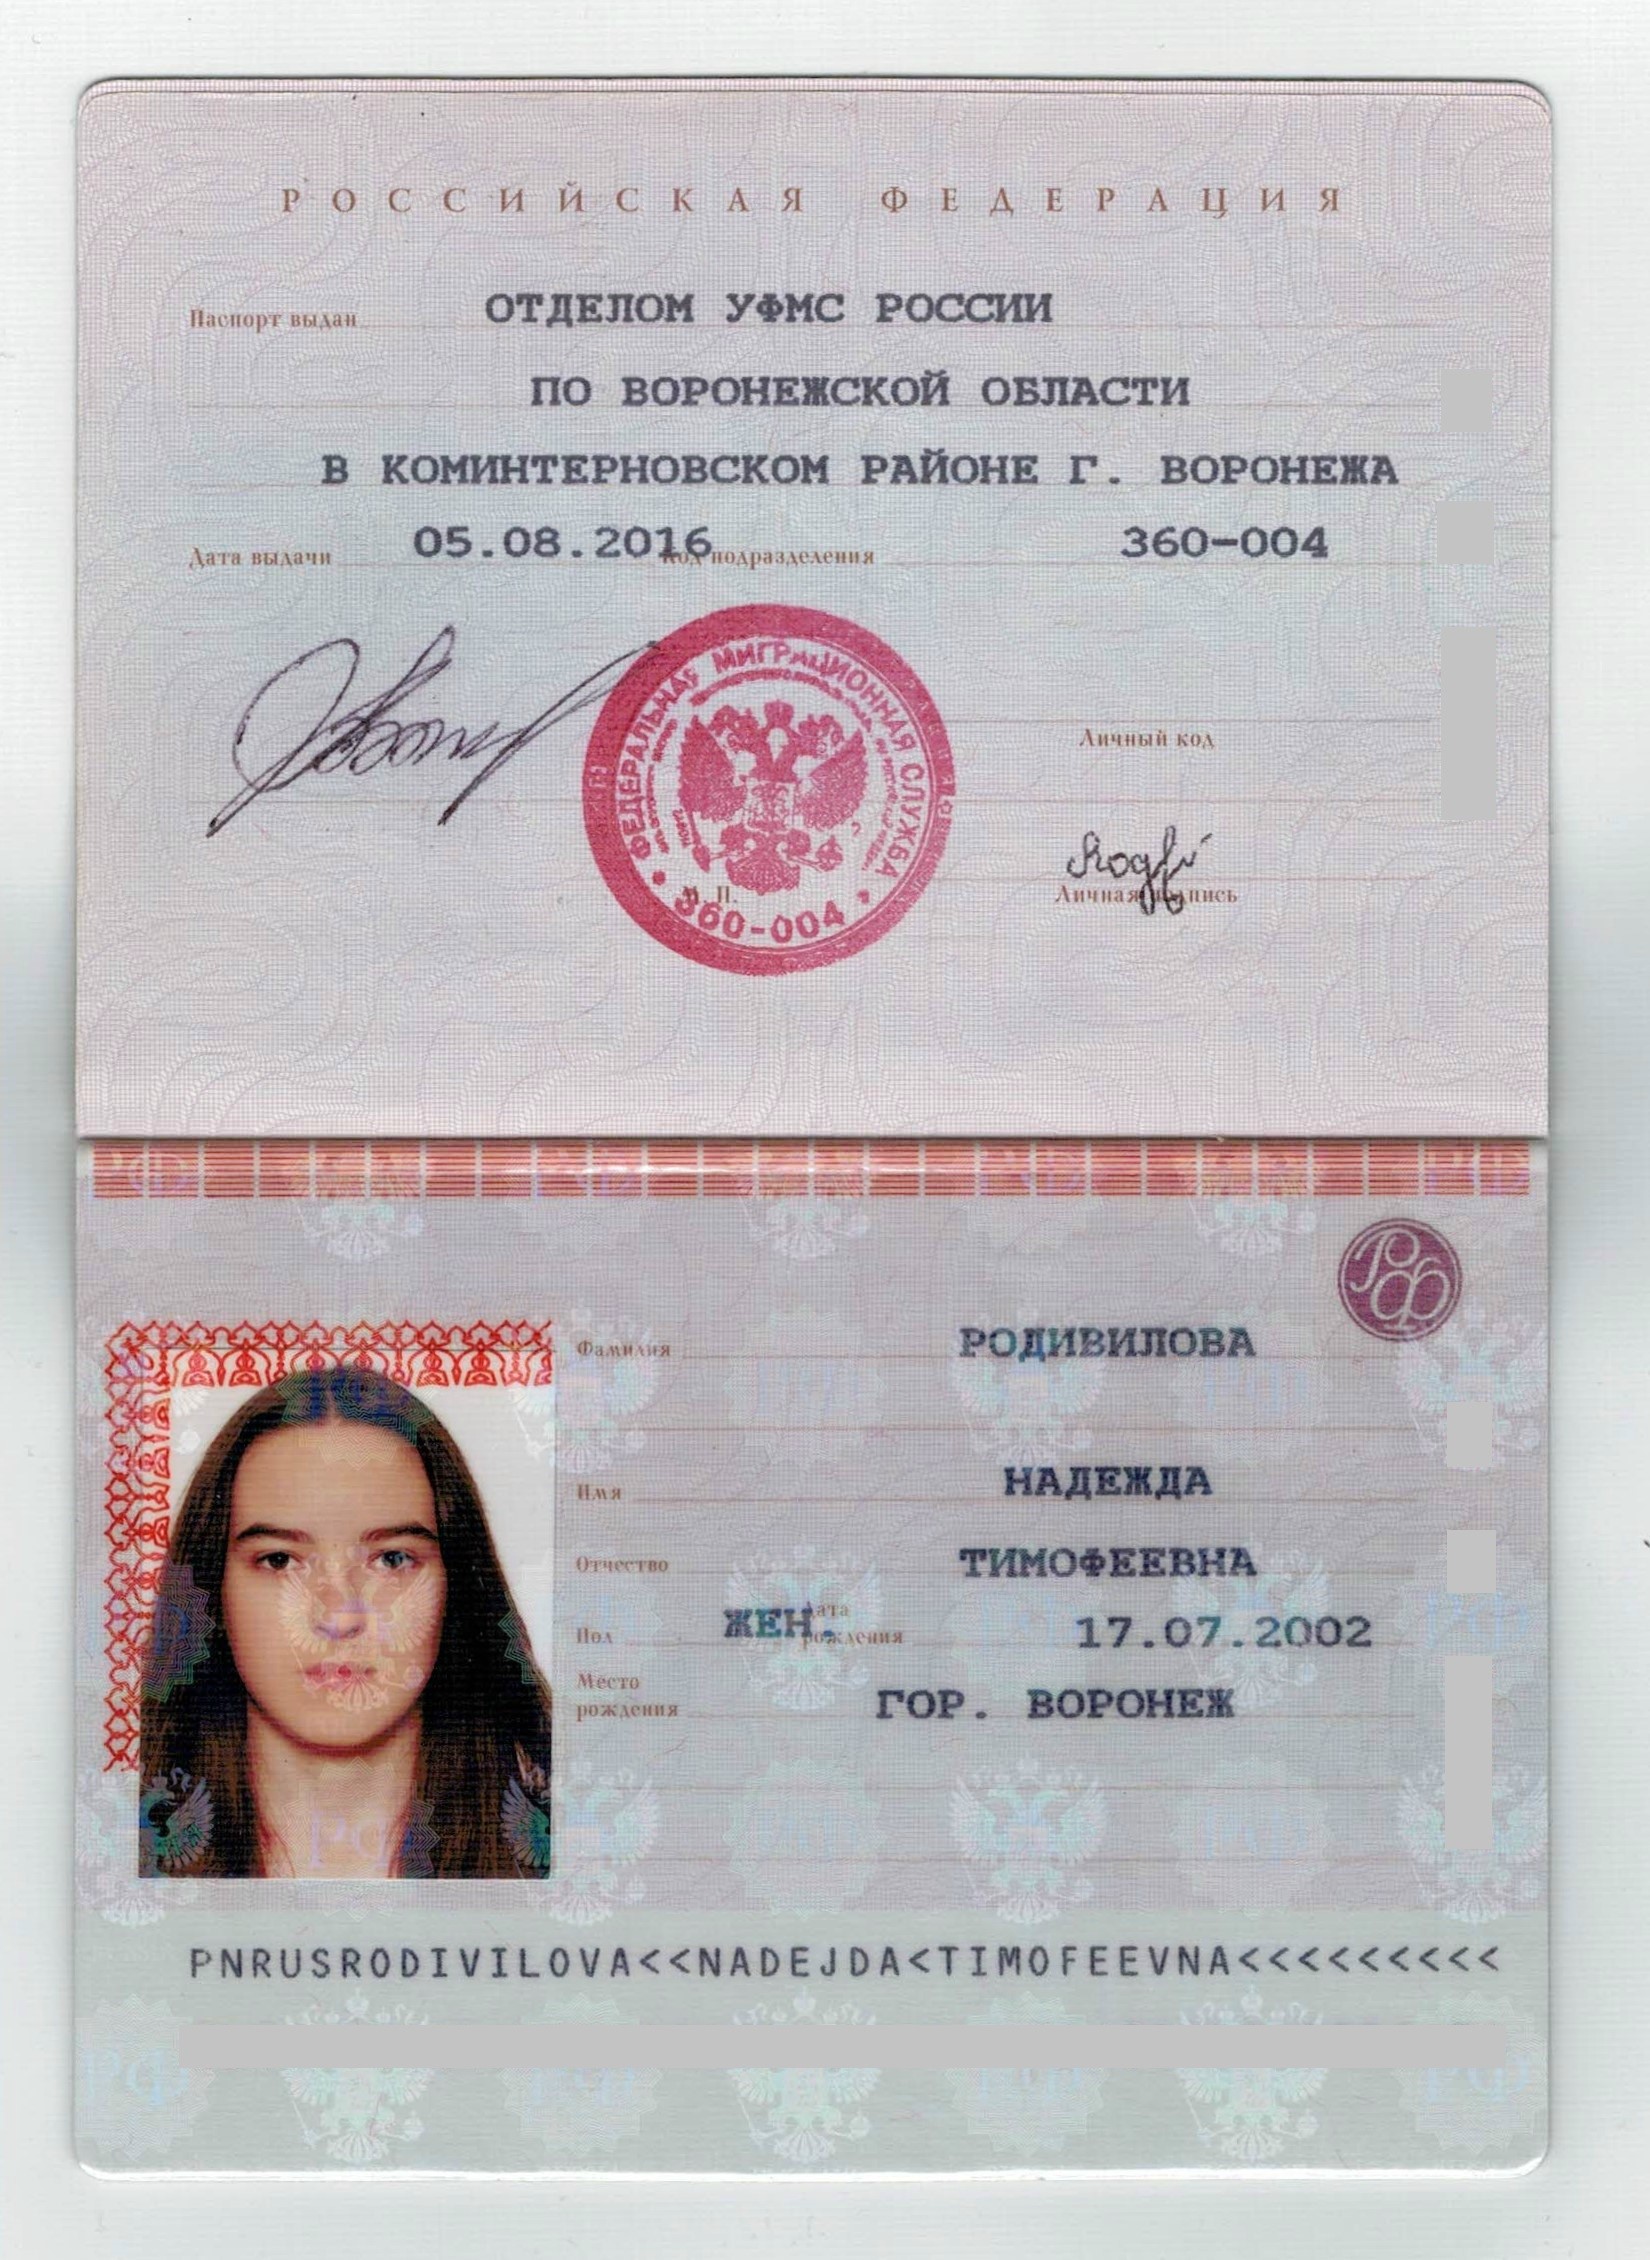 РОССИЙСКАЯ ФЕДЕРАЦИЯ
Паспорт выдан ОТДЕЛОМ УФМС РОССИИ
ПО ВОРОНЕЖСКОЙ ОБЛАСТИ
В КОМИНТЕРНОВСКОМ РАЙОНЕ Г. ВОРОНЕЖА
Дата выдачи 05.08.2016 Код подразделения 360-004
ФЕДЕРАЛЬНАЯ МИГРАЦИОННАЯ СЛУЖБА
Личный код
М. П.
Личная подпись
360-004
РФ
Фамилия РОДИВИЛОВА
Имя НАДЕЖДА
Отчество ТИМОФЕЕВНА
Пол ЖЕН. Дата рождения 17.07.2002
Место рождения ГОР. ВОРОНЕЖ
PNRUSRODIVILOVA<<NADEJDA<TIMOFEEVNA<<<<<<<<<